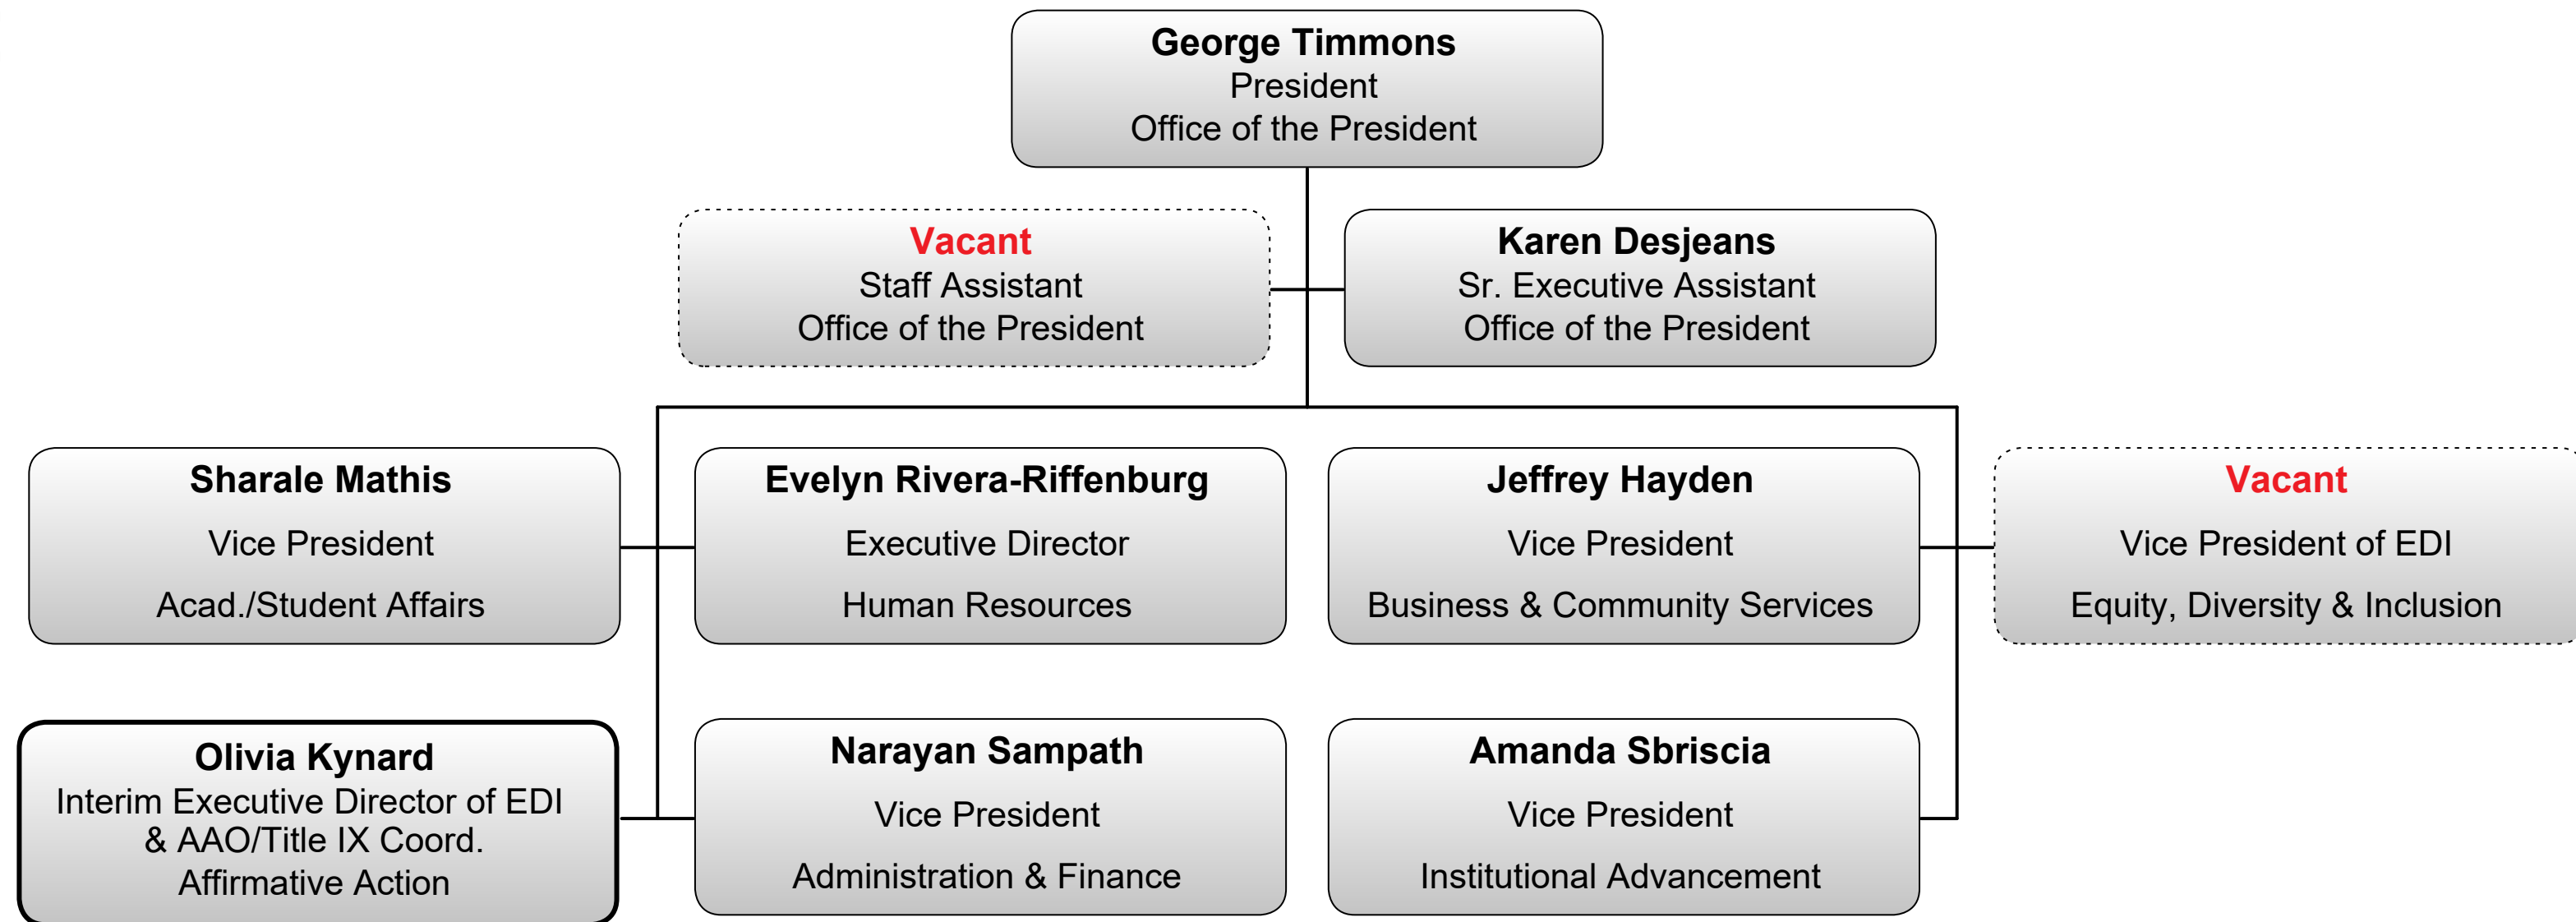 George Timmons
President
Office of the President
Vacant
Staff Assistant
Office of the President
Karen Desjeans
Sr. Executive Assistant
Office of the President
Sharale Mathis
Vice President
Acad./Student Affairs
Evelyn Rivera-Riffenburg
Executive Director
Human Resources
Jeffrey Hayden
Vice President
Business & Community Services
Vacant
Vice President of EDI
Equity, Diversity & Inclusion
Olivia Kynard
Interim Executive Director of EDI
& AAO/Title IX Coord.
Affirmative Action
Narayan Sampath
Vice President
Administration & Finance
Amanda Sbriscia
Vice President
Institutional Advancement